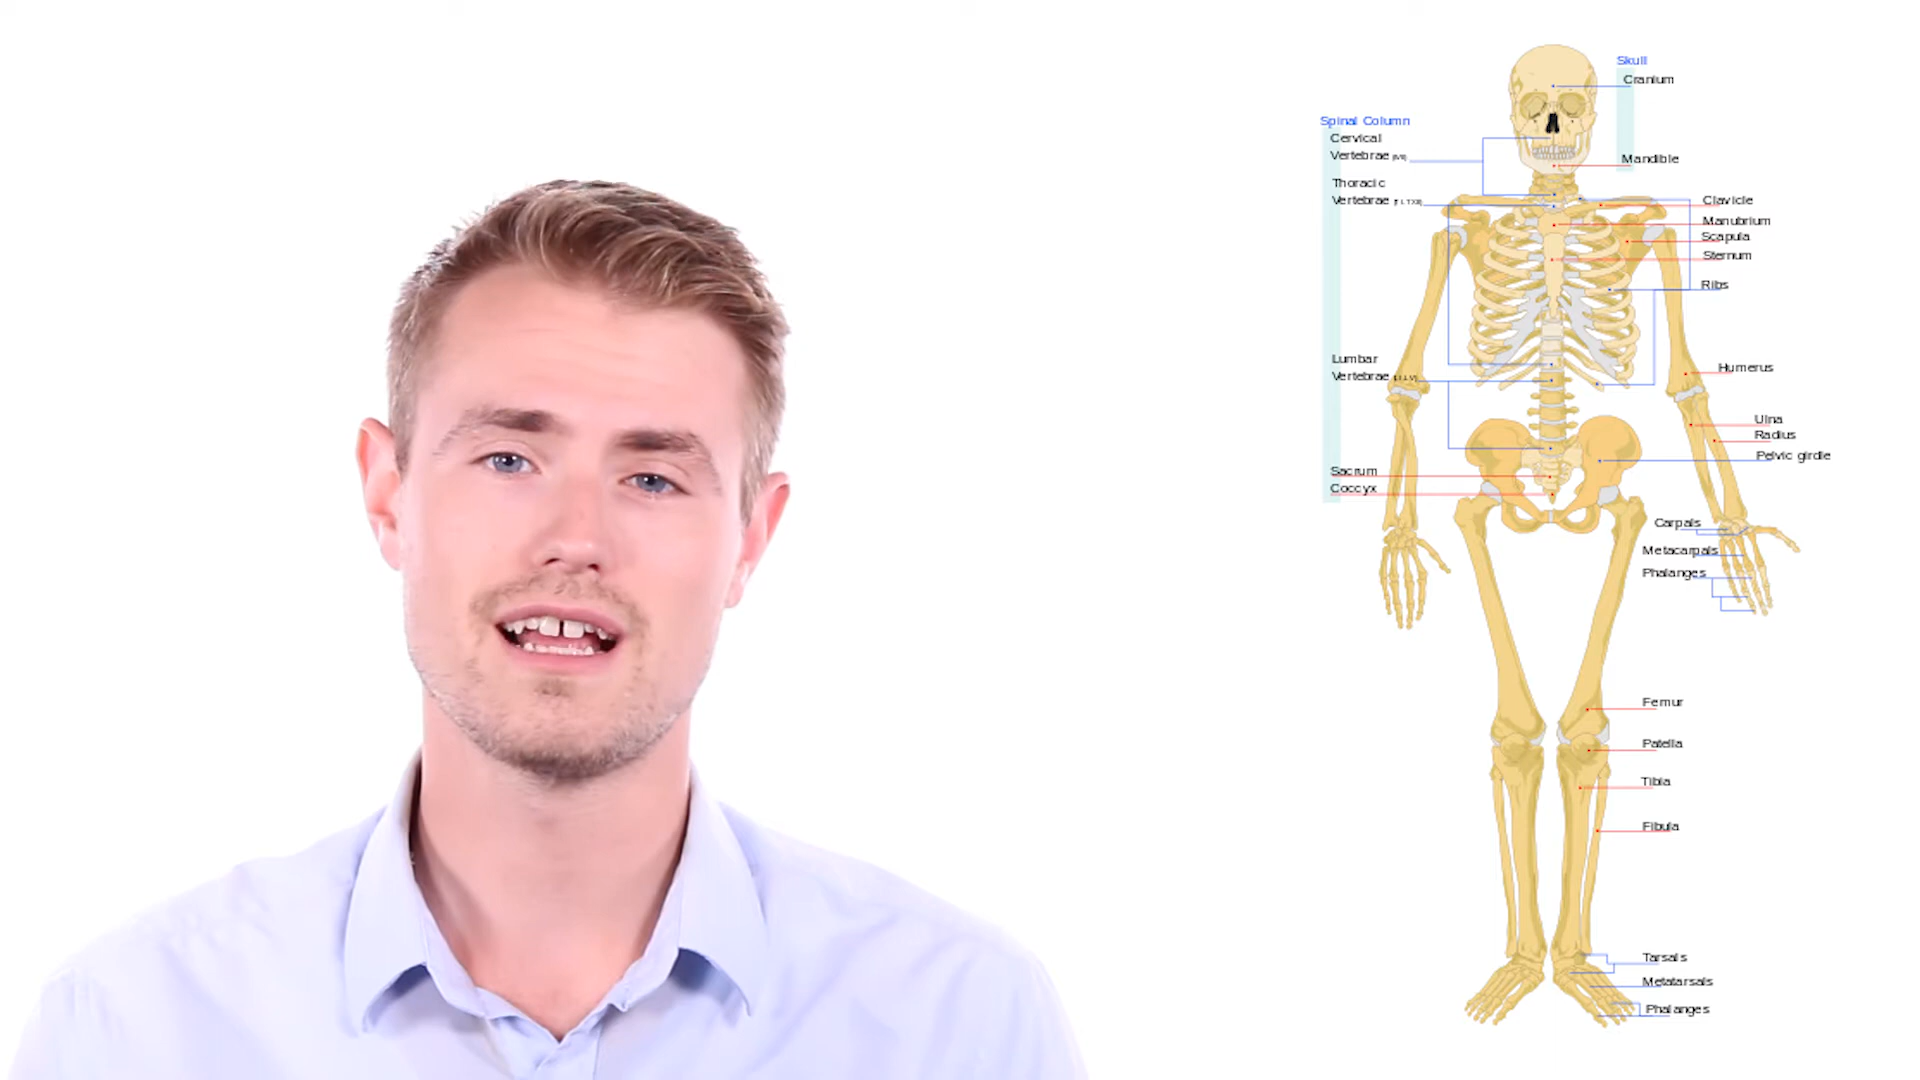 Skull
Cranium
Mandible
Spinal Column
Cervical
Vertebrae
Thoracic
Vertebrae
Lumbar
Vertebrae
Sacrum
Coccyx
Clavicle
Manubrium
Scapula
Sternum
Ribs
Humerus
Ulna
Radius
Pelvic girdle
Carpals
Metacarpals
Phalanges
Femur
Patella
Tibia
Fibula
Tarsals
Metatarsals
Phalanges